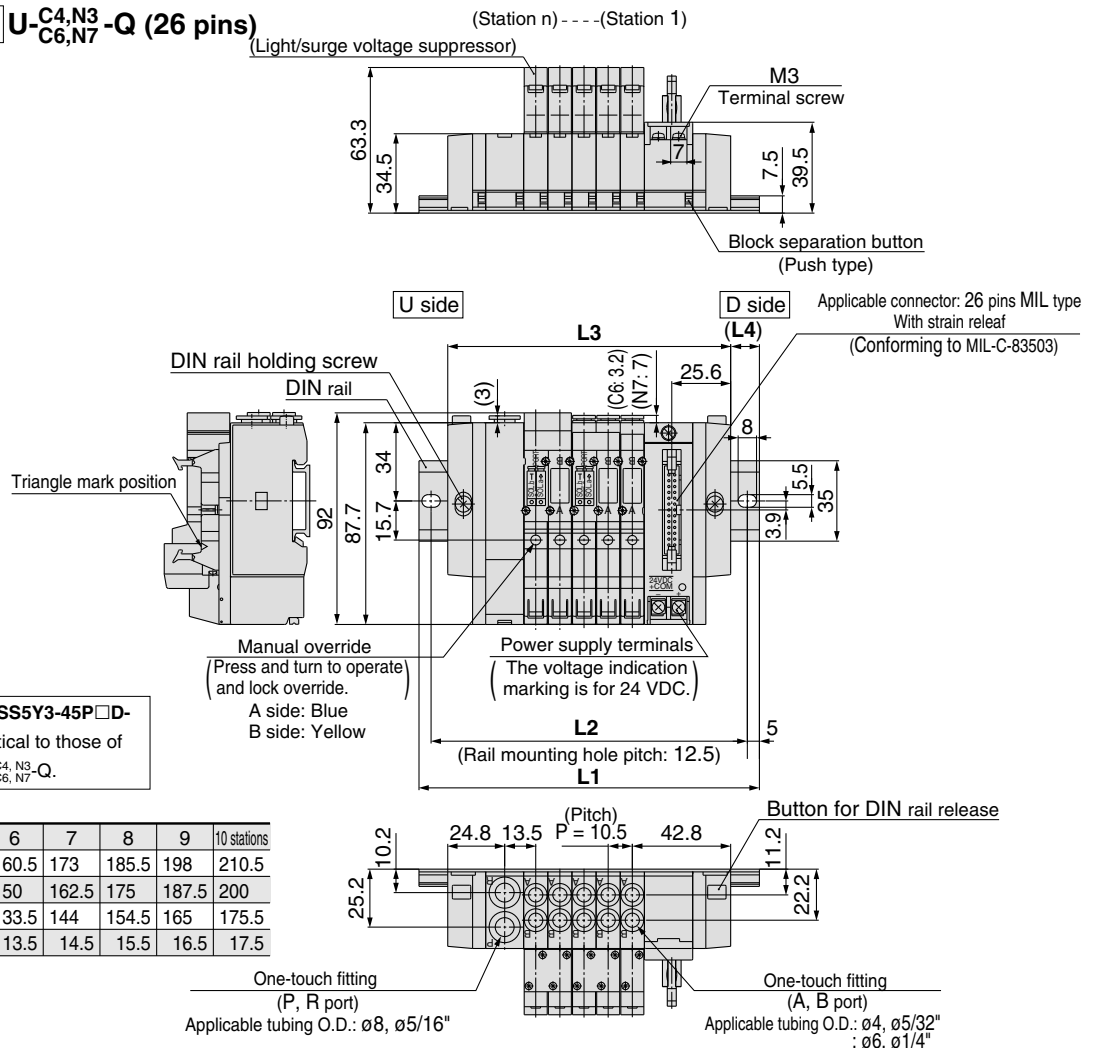 U-C4,N3 C6,N7-Q (26 pins)
(Station n) - - - -(Station 1)
(Light/surge voltage suppressor)
M3
Terminal screw
63.3
34.5
7
7.5
39.5
Block separation button
(Push type)
U side
D side
Applicable connector: 26 pins MIL type
With strain releaf
(Conforming to MIL-C-83503)
L3
(L4)
DIN rail holding screw
DIN rail
(3)
(C6: 3.2)
(N7: 7)
25.6
8
Triangle mark position
92
87.7
34
15.7
5.5
3.9
35
24VDC
+COM
Manual override
(Press and turn to operate
and lock override.)
A side: Blue
B side: Yellow
Power supply terminals
(The voltage indication
marking is for 24 VDC.)
SS5Y3-45P□D-
tical to those of
C4, N3 C6, N7-Q.
L2
5
(Rail mounting hole pitch: 12.5)
L1
6 7 8 9 10 stations
60.5 173 185.5 198 210.5
50 162.5 175 187.5 200
33.5 144 154.5 165 175.5
13.5 14.5 15.5 16.5 17.5
10.2
25.2
24.8
13.5
(Pitch)
P = 10.5
42.8
Button for DIN rail release
11.2
22.2
One-touch fitting
(P, R port)
Applicable tubing O.D.: ø8, ø5/16"
One-touch fitting
(A, B port)
Applicable tubing O.D.: ø4, ø5/32"
: ø6, ø1/4"